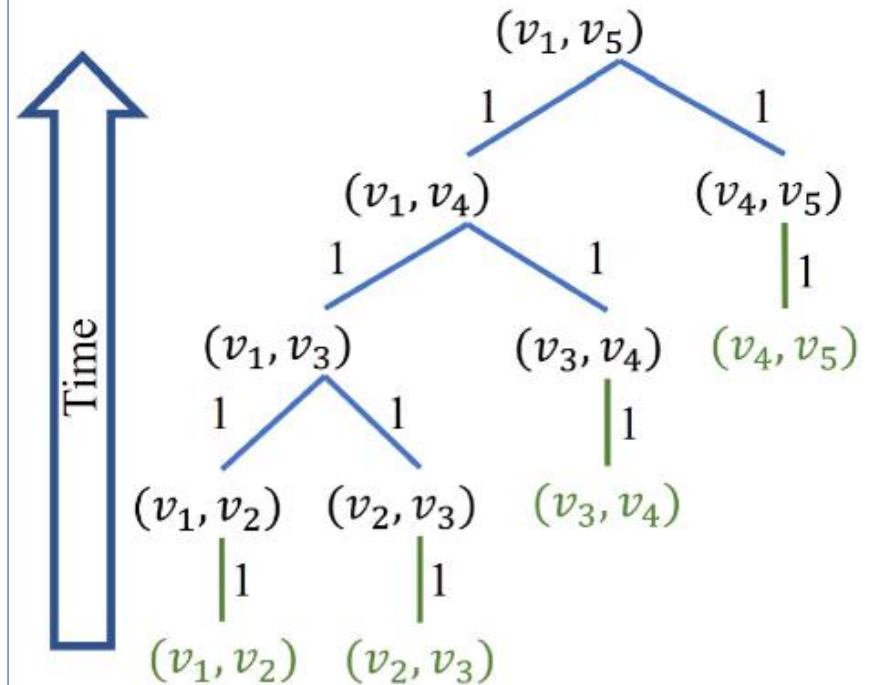 (v₁, v₅)
1 1
(v₁, v₄) (v₄, v₅)
1 1 1
(v₁, v₃) (v₃, v₄) (v₄, v₅)
1 1 1
(v₁, v₂) (v₂, v₃) (v₃, v₄)
1 1
(v₁, v₂) (v₂, v₃)
Time